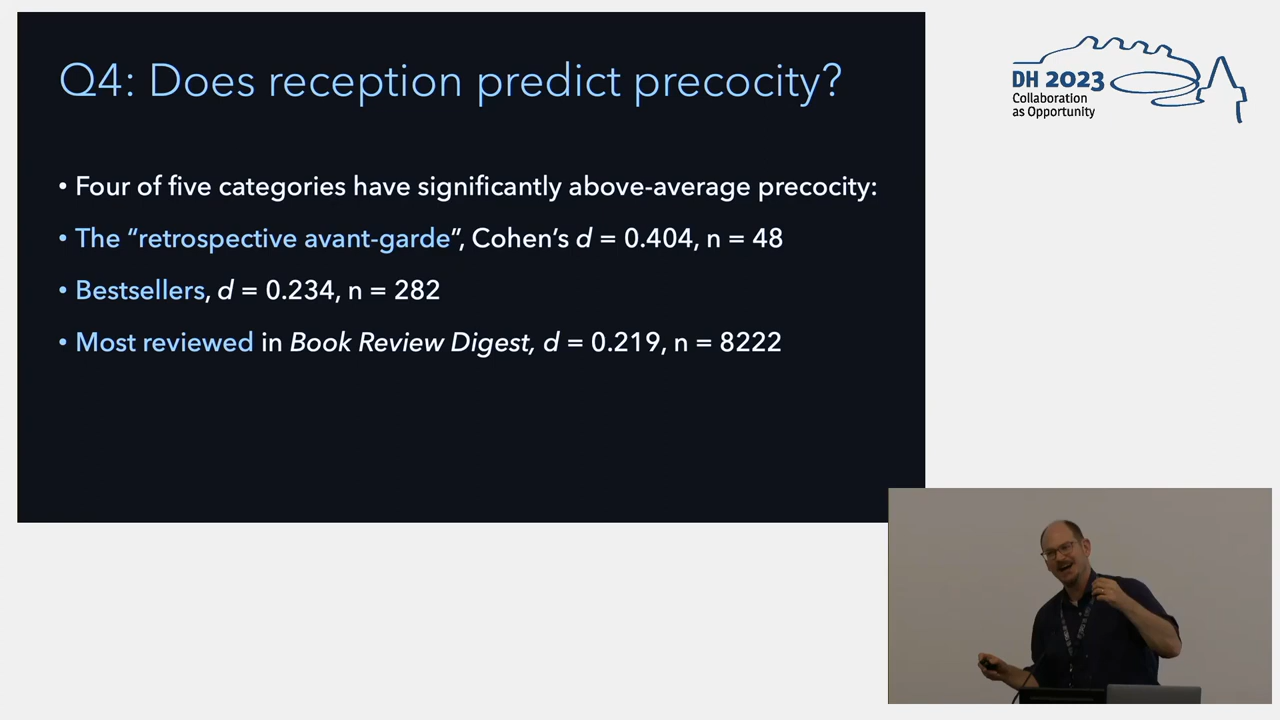 Q4: Does reception predict precocity?
• Four of five categories have significantly above-average precocity:
• The “retrospective avant-garde”, Cohen’s d = 0.404, n = 48
• Bestsellers, d = 0.234, n = 282
• Most reviewed in Book Review Digest, d = 0.219, n = 8222
DH 2023
Collaboration
as Opportunity